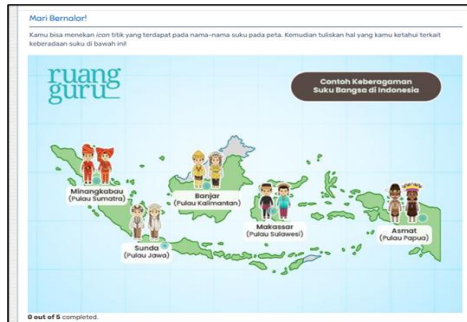 Mari Bernalar!
Kamu bisa menekan icon titik yang terdapat pada nama-nama suku pada peta. Kemudian tuliskan hal yang kamu ketahui terkait
keberadaan suku di bawah ini!
ruang
guru
Contoh Keberagaman
Suku Bangsa di Indonesia
Minangkabau
(Pulau Sumatra)
Banjar
(Pulau Kalimantan)
Makassar
(Pulau Sulawesi)
Asmat
(Pulau Papua)
Sunda
(Pulau Jawa)
0 out of 5 completed.